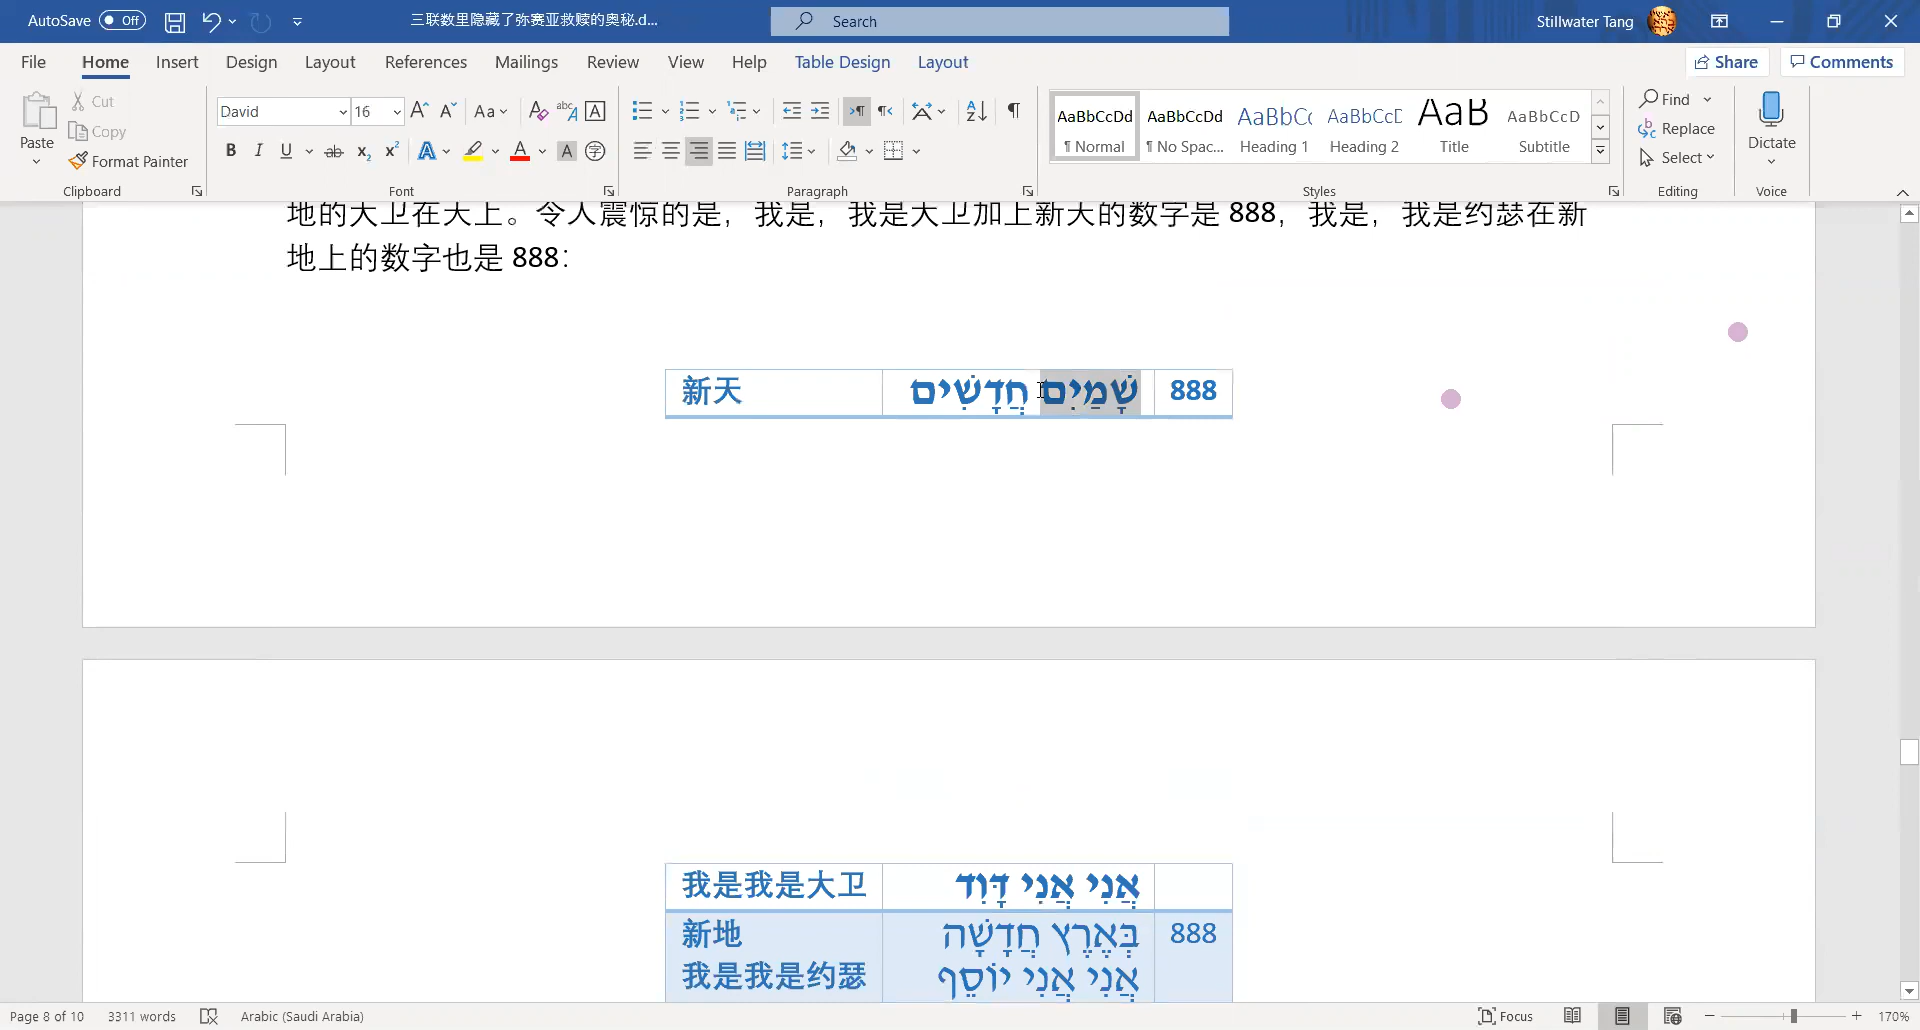 AutoSave Off 三联数里隐藏了弥赛亚救赎的奥秘.d... Search Stillwater Tang
File Home Insert Design Layout References Mailings Review View Help Table Design Layout Share Comments
Paste Cut Copy Format Painter
Clipboard
David 16 Aa
B I U ab x₂ x² A A A 字
Font
Paragraph
AaBbCcDd ¶ Normal
AaBbCcDd ¶ No Spac...
AaBbCc Heading 1
AaBbCcD Heading 2
AaB Title
AaBbCcD Subtitle
Styles
Find
Replace
Select
Editing
Dictate
Voice
地的大卫在天上。令人震惊的是，我是，我是大卫加上新天的数字是 888，我是，我是约瑟在新
地上的数字也是 888：
新天 שָׁמַיִם חֲדָשִׁים 888
我是我是大卫 אֲנִי אֲנִי דָּוִד
新地 בְּאֶרֶץ חֲדָשָׁה 888
我是我是约瑟 אֲנִי אֲנִי יוֹסֵף
Page 8 of 10 3311 words Arabic (Saudi Arabia) Focus 170%